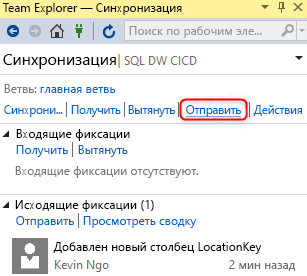 Team Explorer — Синхронизация
Поиск по рабочим эле...
Синхронизация | SQL DW CICD
Ветвь: главная ветвь
Синхрони... | Получить | Вытянуть | Отправить | Действия
Входящие фиксации
Получить | Вытянуть
Входящие фиксации отсутствуют.
Исходящие фиксации (1)
Отправить | Просмотреть сводку
Добавлен новый столбец LocationKey
Kevin Ngo 2 мин назад